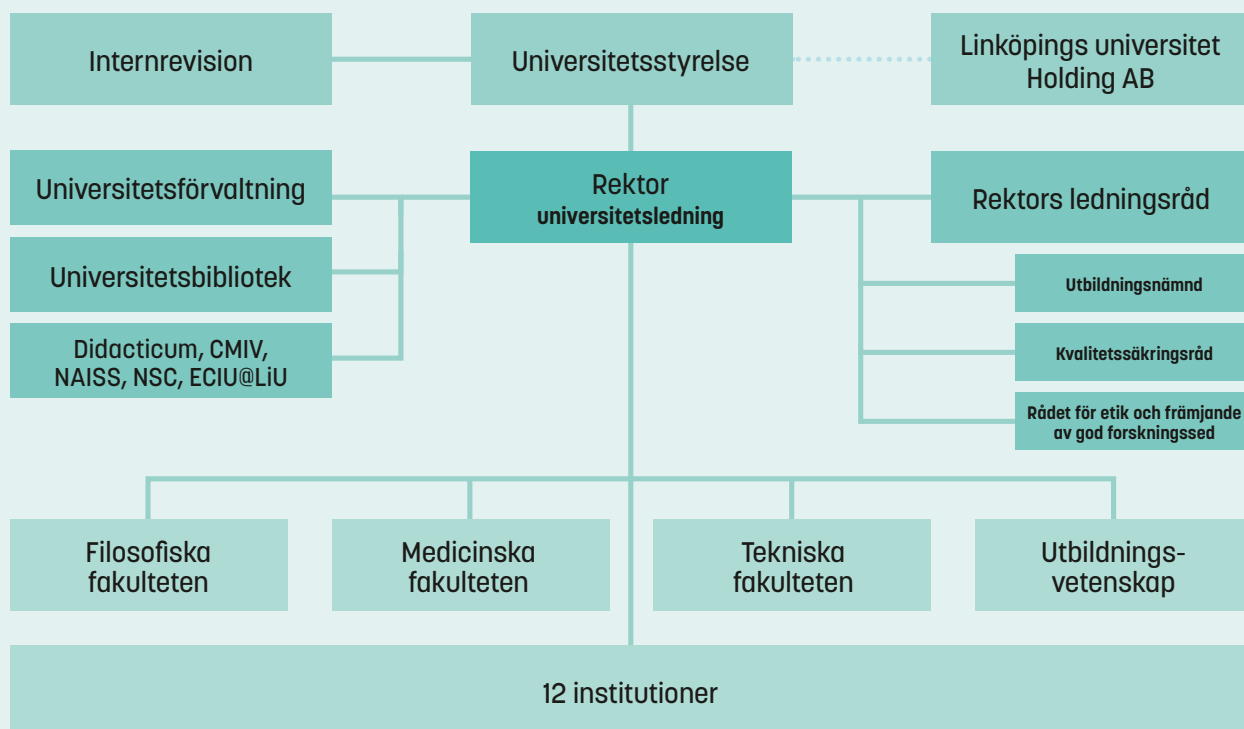 Internrevision
Universitetsstyrelse
Linköpings universitet
Holding AB
Universitetsförvaltning
Rektor
universitetsledning
Rektors ledningsråd
Universitetsbibliotek
Utbildningsnämnd
Didacticum, CMIV,
NAISS, NSC, ECIU@LiU
Kvalitetssäkringsråd
Rådet för etik och främjande
av god forskningssed
Filosofiska
fakulteten
Medicinska
fakulteten
Tekniska
fakulteten
Utbildnings-
vetenskap
12 institutioner